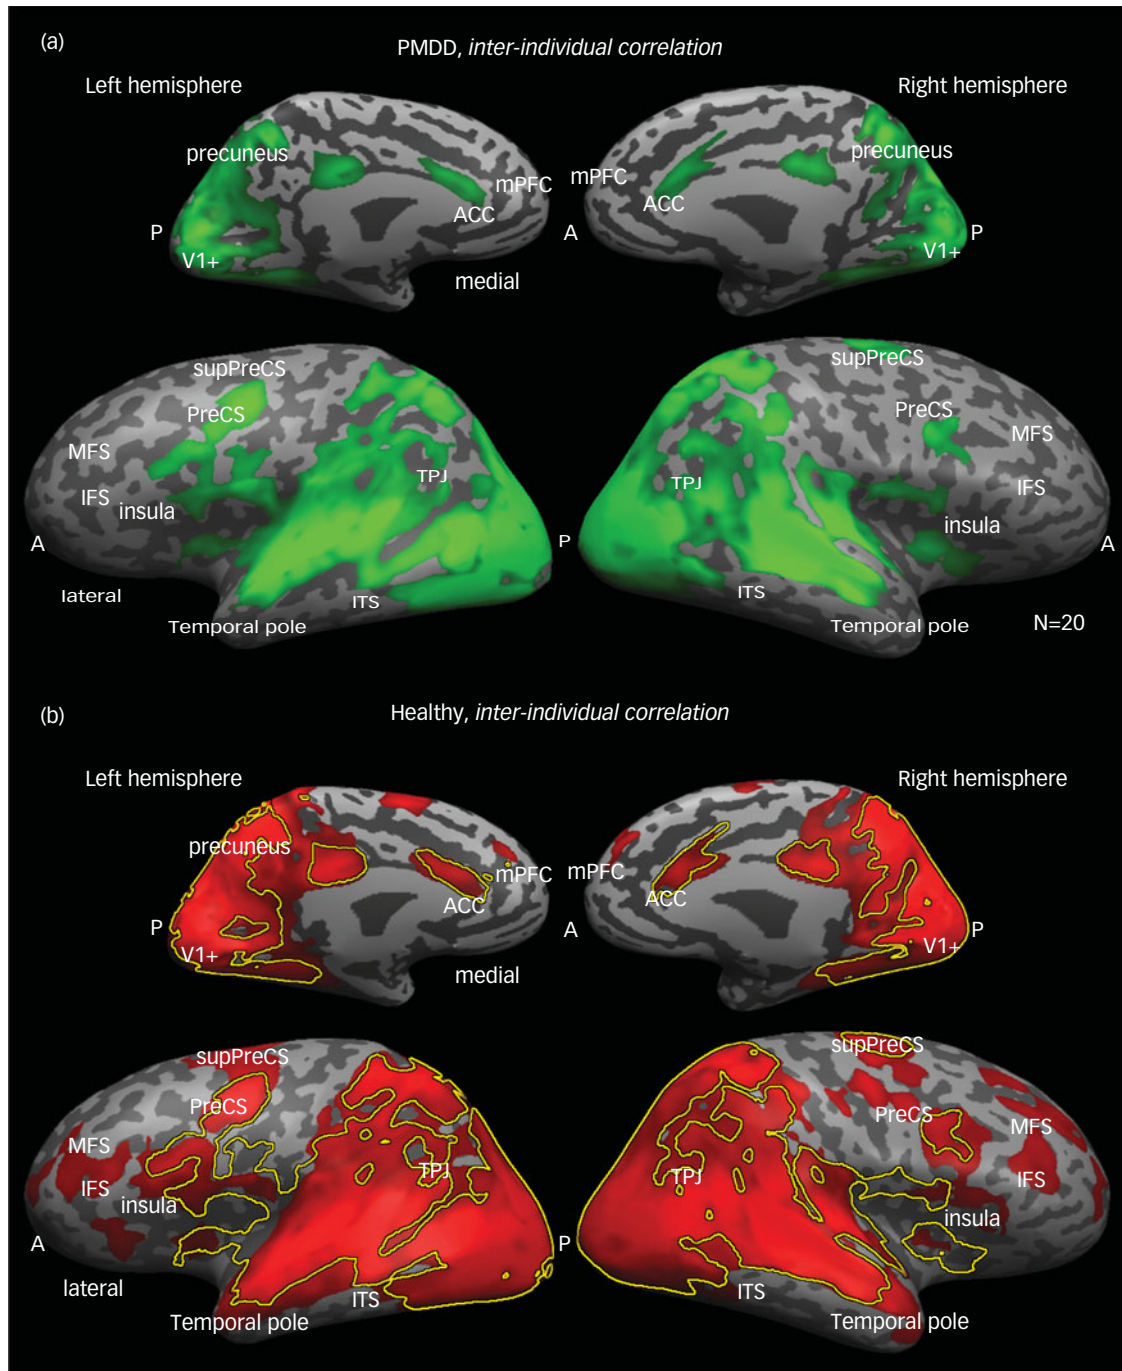 (a)
PMDD, inter-individual correlation
Left hemisphere
Right hemisphere
precuneus
precuneus
mPFC
mPFC
ACC
ACC
P
A
P
V1+
V1+
medial
supPreCS
supPreCS
PreCS
PreCS
MFS
MFS
TPJ
TPJ
IFS
IFS
insula
insula
A
P
A
lateral
ITS
ITS
Temporal pole
Temporal pole
N=20
(b)
Healthy, inter-individual correlation
Left hemisphere
Right hemisphere
precuneus
mPFC
mPFC
ACC
ACC
P
A
P
V1+
V1+
medial
supPreCS
supPreCS
PreCS
PreCS
MFS
MFS
TPJ
TPJ
IFS
IFS
insula
insula
A
P
lateral
ITS
ITS
Temporal pole
Temporal pole